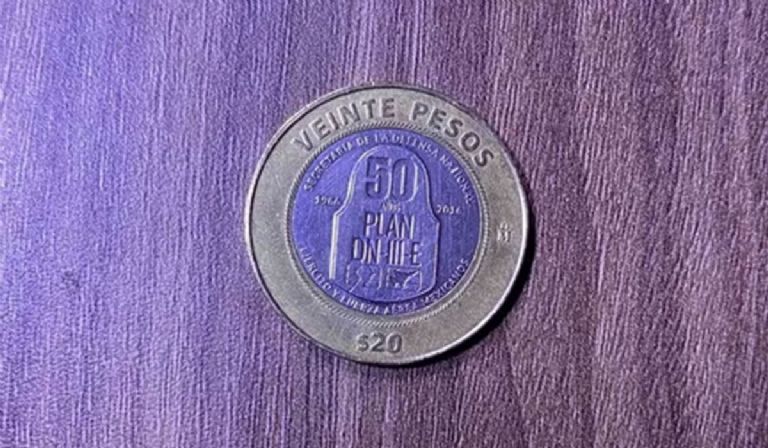 VEINTE PESOS
SECRETARÍA DE LA DEFENSA NACIONAL
50
AÑOS
1966 2016
PLAN
DN-III-E
EJÉRCITO Y FUERZA AÉREA MEXICANOS
M
$20